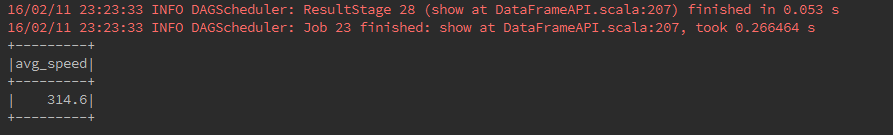 16/02/11 23:23:33 INFO DAGScheduler: ResultStage 28 (show at DataFrameAPI.scala:207) finished in 0.053 s
16/02/11 23:23:33 INFO DAGScheduler: Job 23 finished: show at DataFrameAPI.scala:207, took 0.266464 s
+---------+
|avg_speed|
+---------+
|    314.6|
+---------+